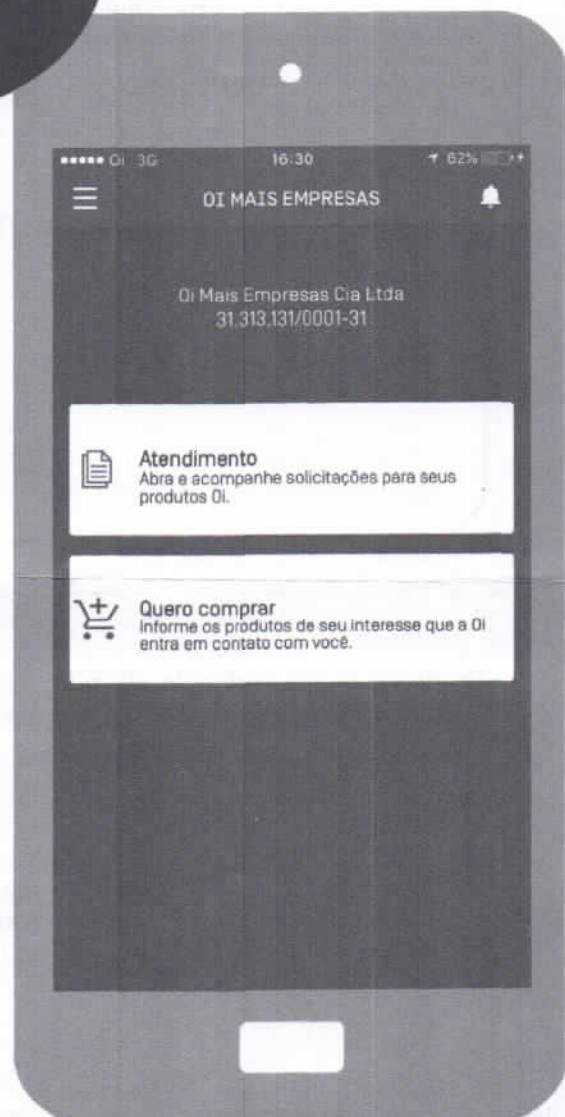 Oi 3G 16:30 62%
OI MAIS EMPRESAS
Oi Mais Empresas Cia Ltda
31.313.131/0001-31
Atendimento
Abra e acompanhe solicitações para seus
produtos Oi.
Quero comprar
Informe os produtos de seu interesse que a Oi
entra em contato com você.